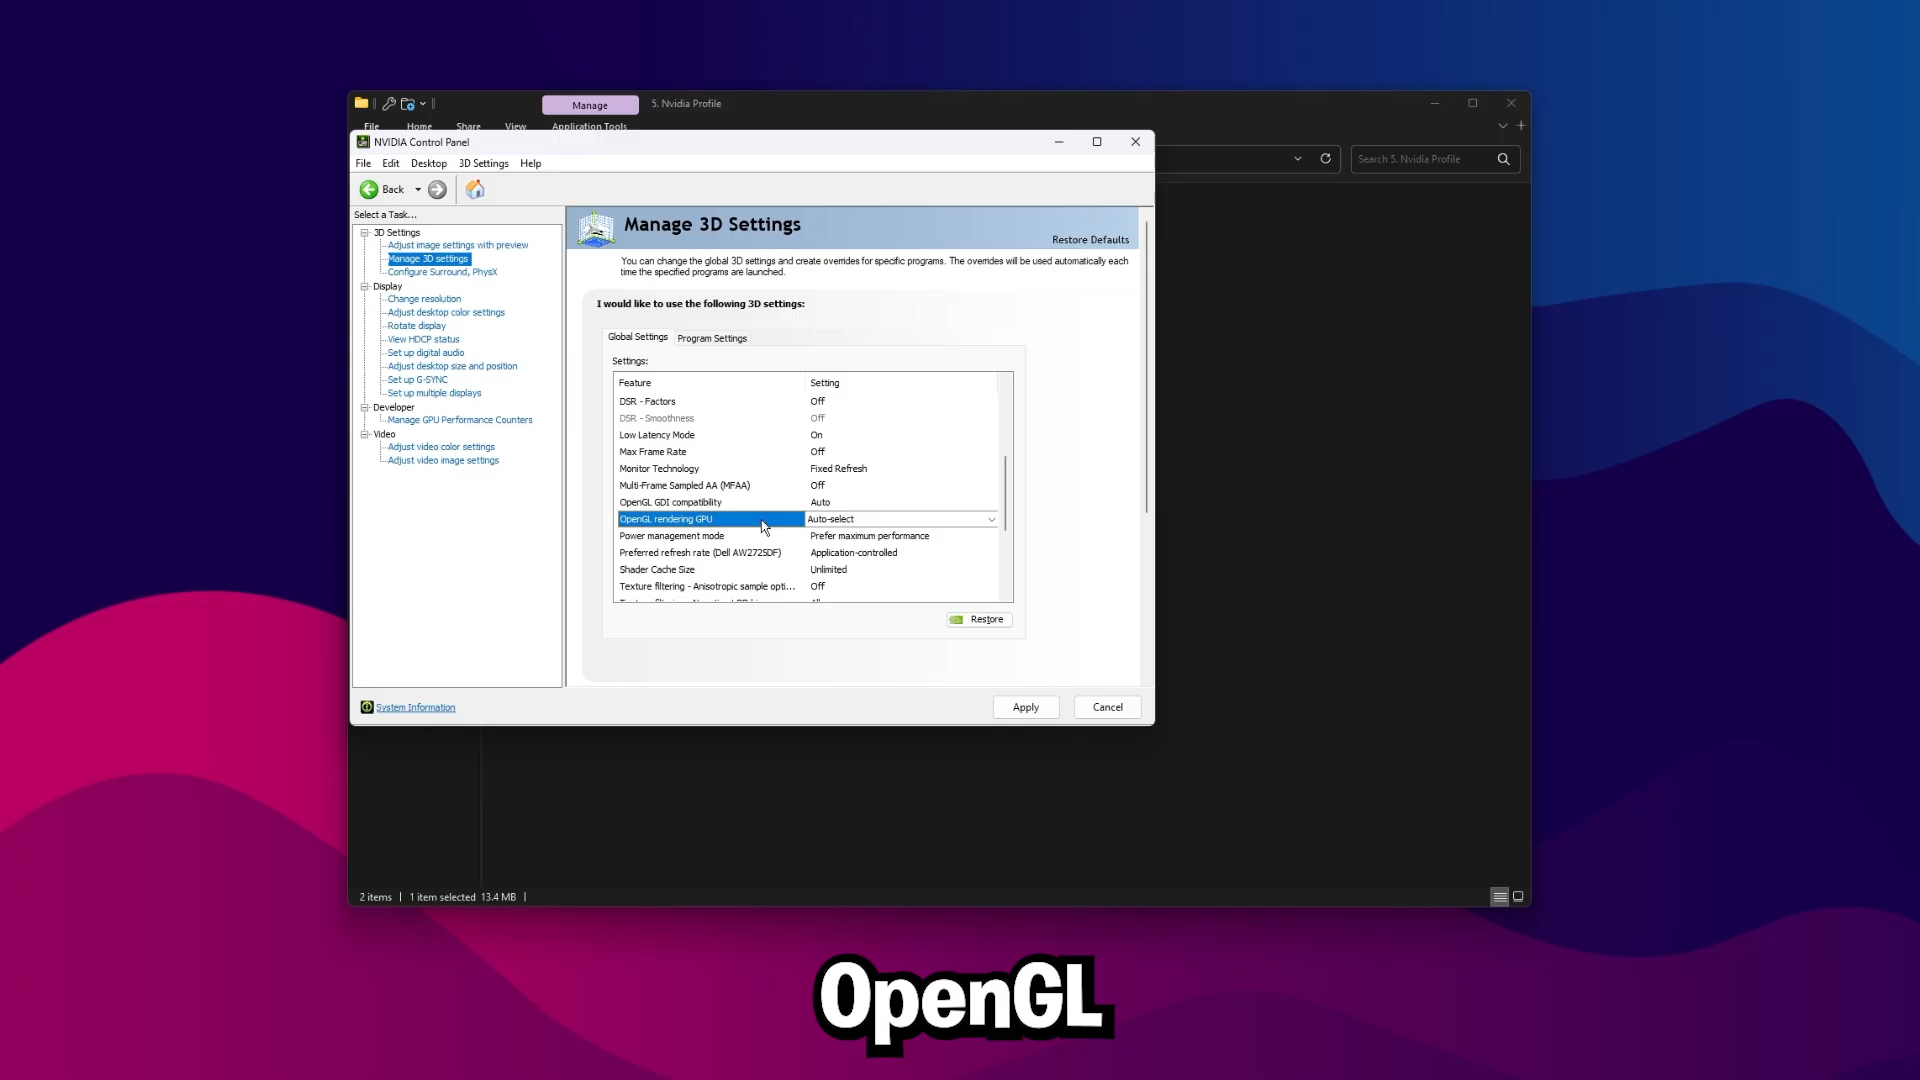 Manage
5. Nvidia Profile
File Home Share View Application Tools
NVIDIA Control Panel
File Edit Desktop 3D Settings Help
Search 5. Nvidia Profile
Back
Select a Task...
3D Settings
Adjust image settings with preview
Manage 3D settings
Configure Surround, PhysX
Display
Change resolution
Adjust desktop color settings
Rotate display
View HDCP status
Set up digital audio
Adjust desktop size and position
Set up G-SYNC
Set up multiple displays
Developer
Manage GPU Performance Counters
Video
Adjust video color settings
Adjust video image settings
Manage 3D Settings
Restore Defaults
You can change the global 3D settings and create overrides for specific programs. The overrides will be used automatically each
time the specified programs are launched.
I would like to use the following 3D settings:
Global Settings Program Settings
Settings:
Feature Setting
DSR - Factors Off
DSR - Smoothness Off
Low Latency Mode On
Max Frame Rate Off
Monitor Technology Fixed Refresh
Multi-Frame Sampled AA (MFAA) Off
OpenGL GDI compatibility Auto
OpenGL rendering GPU Auto-select
Power management mode Prefer maximum performance
Preferred refresh rate (Dell AW2725DF) Application-controlled
Shader Cache Size Unlimited
Texture filtering - Anisotropic sample opti... Off
Restore
System Information
Apply Cancel
2 items 1 item selected 13.4 MB
OpenGL